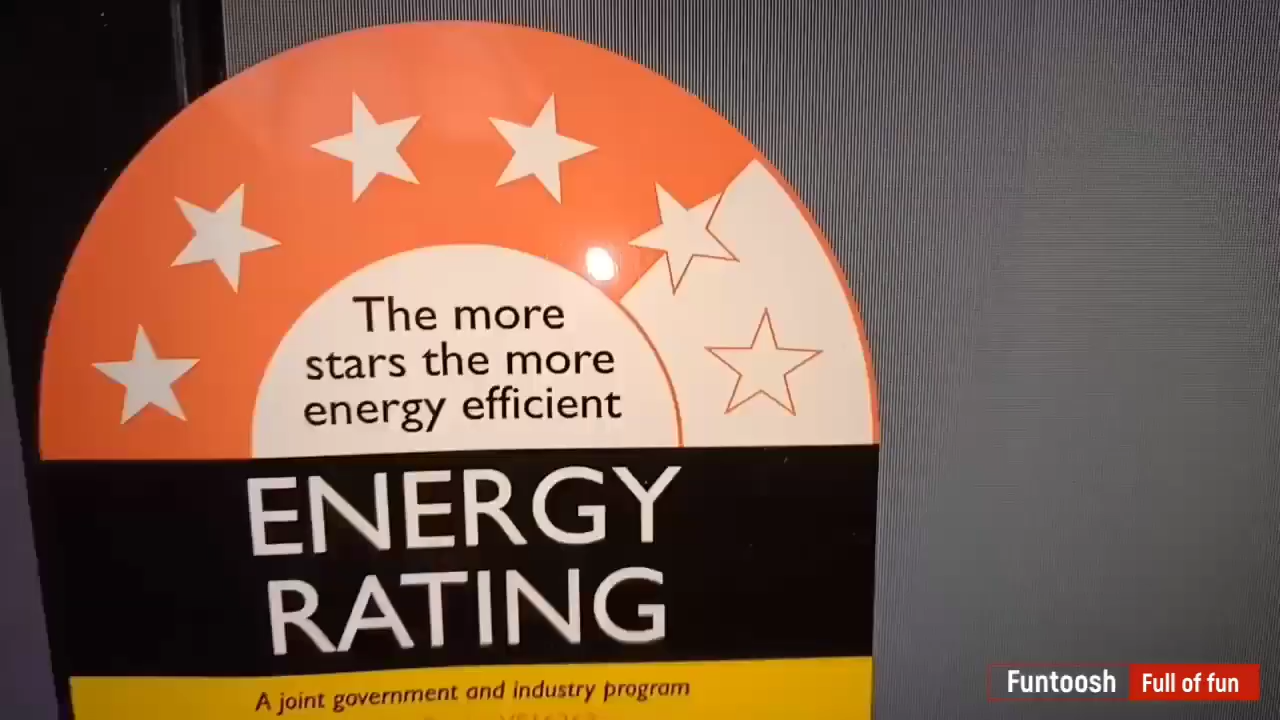 The more
stars the more
energy efficient
ENERGY
RATING
A joint government and industry program
Funtoosh Full of fun